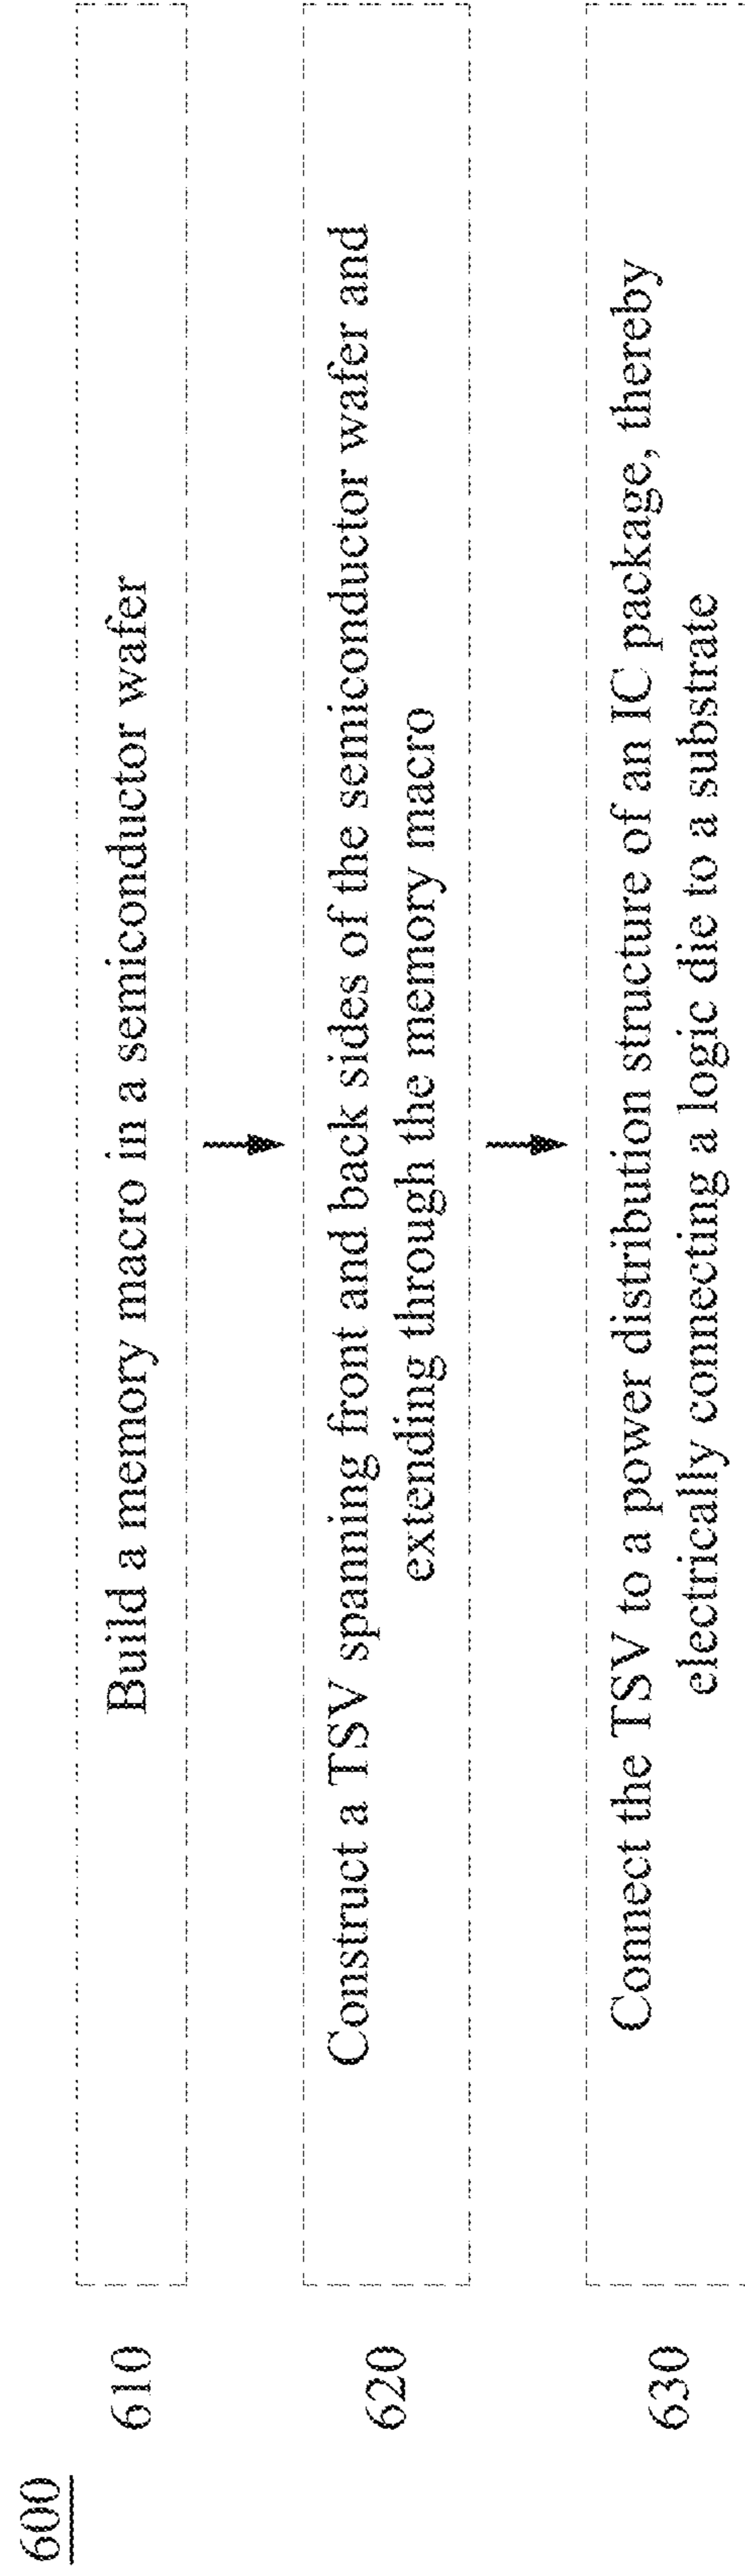 600
610
Build a memory macro in a semiconductor wafer
620
Construct a TSV spanning front and back sides of the semiconductor wafer and
extending through the memory macro
630
Connect the TSV to a power distribution structure of an IC package, thereby
electrically connecting a logic die to a substrate